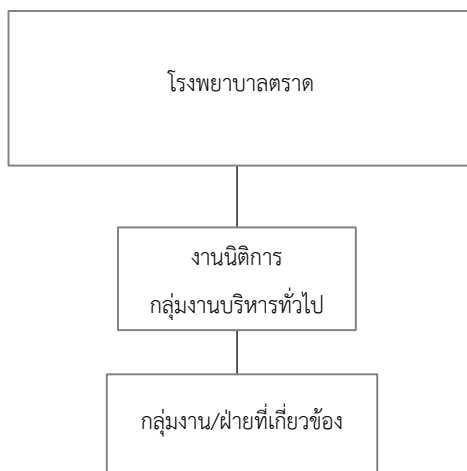 โรงพยาบาลตราด
งานนิติการ
กลุ่มงานบริหารทั่วไป
กลุ่มงาน/ฝ่ายที่เกี่ยวข้อง